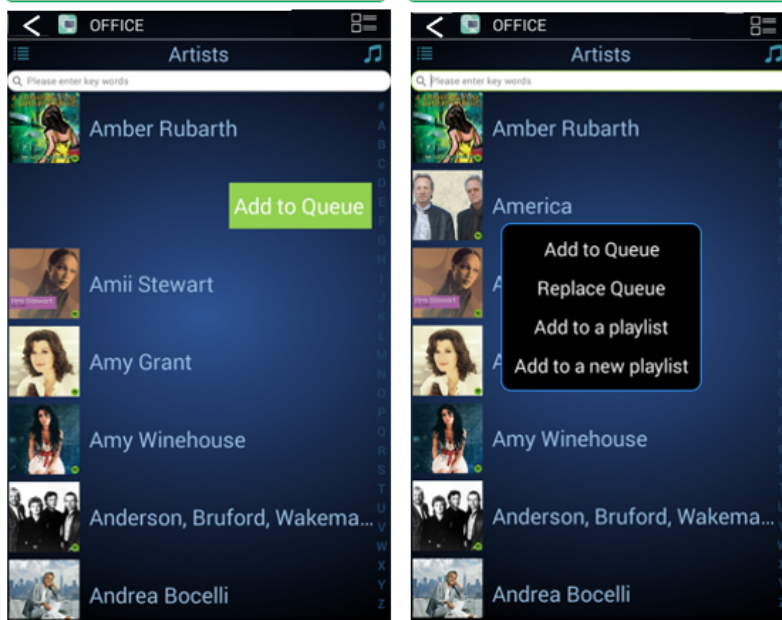 OFFICE
Artists
Please enter key words
Amber Rubarth
Add to Queue
Amii Stewart
Amy Grant
Amy Winehouse
Anderson, Bruford, Wakema...
Andrea Bocelli
#
A
B
C
D
E
F
G
H
I
J
K
L
M
N
O
P
Q
R
S
T
U
V
W
X
Y
Z
OFFICE
Artists
Please enter key words
Amber Rubarth
America
A
Add to Queue
Replace Queue
Add to a playlist
A
Add to a new playlist
Amy Winehouse
Anderson, Bruford, Wakema...
Andrea Bocelli